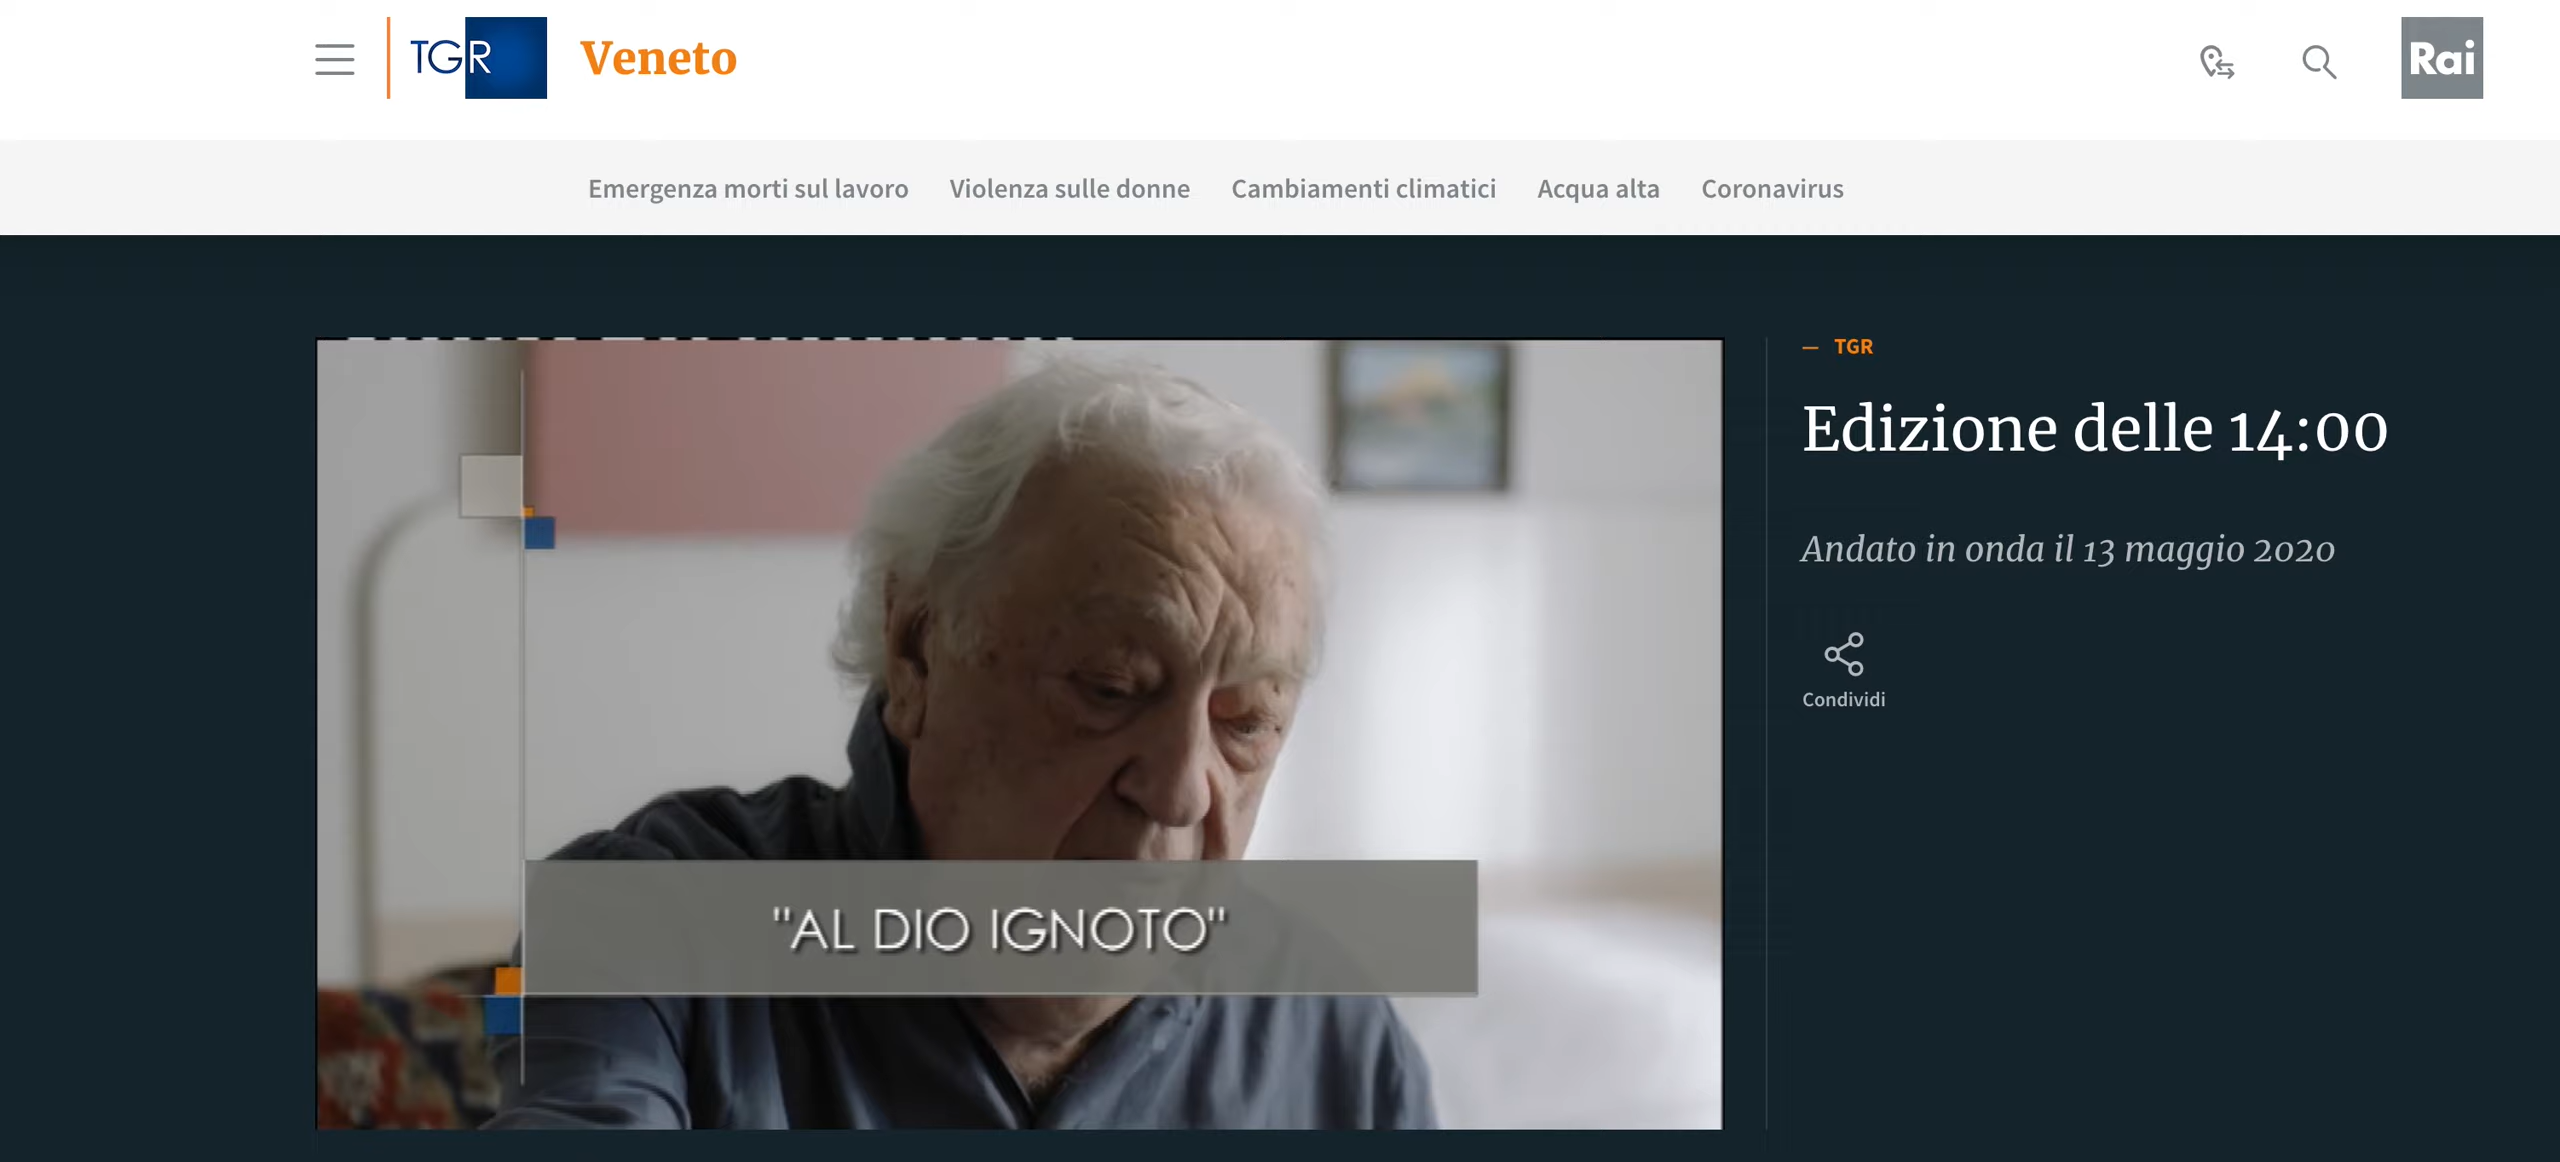 TGR
Veneto
Rai
Emergenza morti sul lavoro
Violenza sulle donne
Cambiamenti climatici
Acqua alta
Coronavirus
— TGR
Edizione delle 14:00
Andato in onda il 13 maggio 2020
Condividi
"AL DIO IGNOTO"